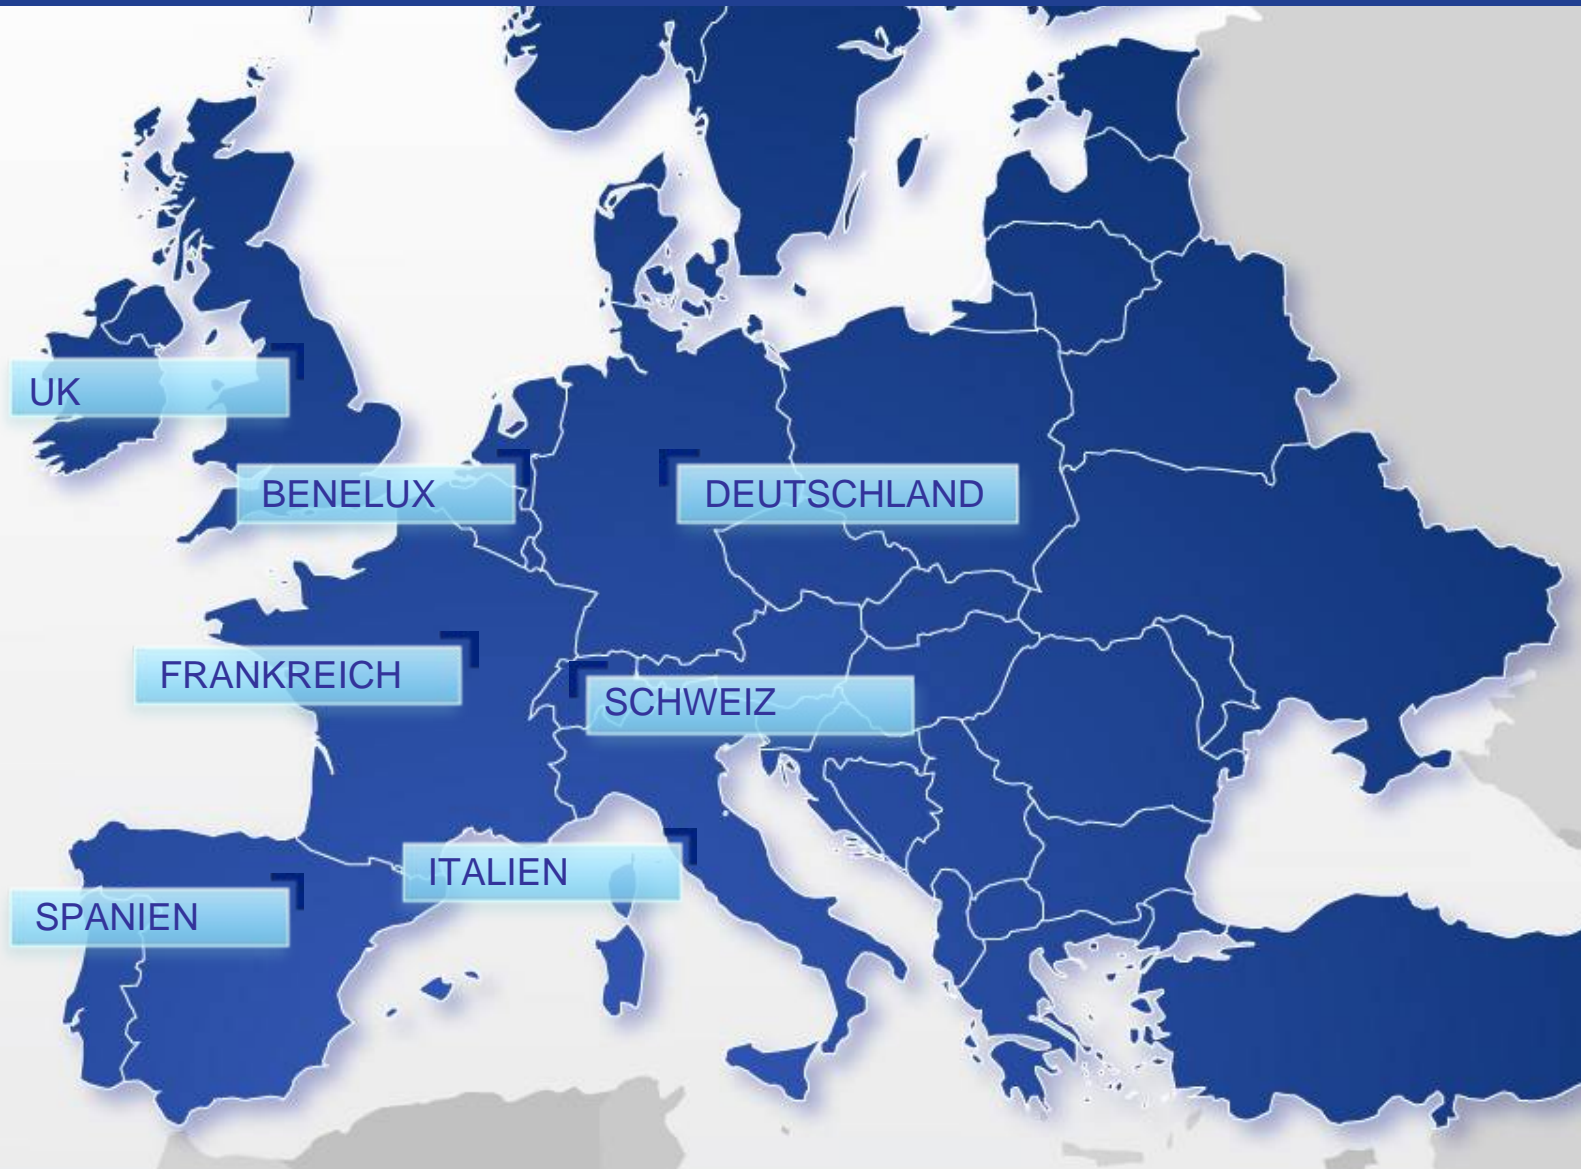 UK
BENELUX
DEUTSCHLAND
FRANKREICH
SCHWEIZ
ITALIEN
SPANIEN